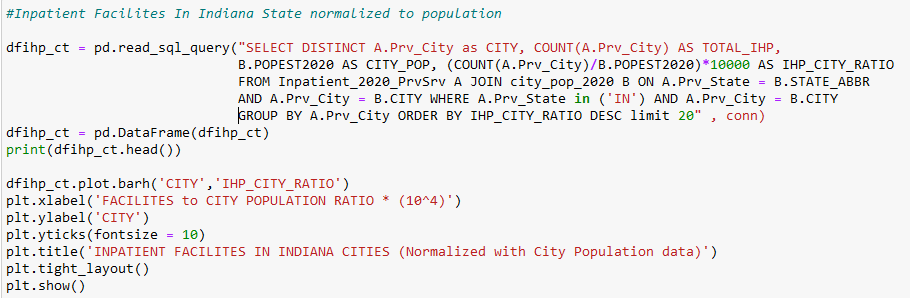 #Inpatient Facilites In Indiana State normalized to population
dfihp_ct = pd.read_sql_query("SELECT DISTINCT A.Prv_City as CITY, COUNT(A.Prv_City) AS TOTAL_IHP,
B.POPEST2020 AS CITY_POP, (COUNT(A.Prv_City)/B.POPEST2020)*10000 AS IHP_CITY_RATIO
FROM Inpatient_2020_PrvSrv A JOIN city_pop_2020 B ON A.Prv_State = B.STATE_ABBR
AND A.Prv_City = B.CITY WHERE A.Prv_State in ('IN') AND A.Prv_City = B.CITY
GROUP BY A.Prv_City ORDER BY IHP_CITY_RATIO DESC limit 20" , conn)
dfihp_ct = pd.DataFrame(dfihp_ct)
print(dfihp_ct.head())
dfihp_ct.plot.barh('CITY','IHP_CITY_RATIO')
plt.xlabel('FACILITES to CITY POPULATION RATIO * (10^4)')
plt.ylabel('CITY')
plt.yticks(fontsize = 10)
plt.title('INPATIENT FACILITES IN INDIANA CITIES (Normalized with City Population data)')
plt.tight_layout()
plt.show()